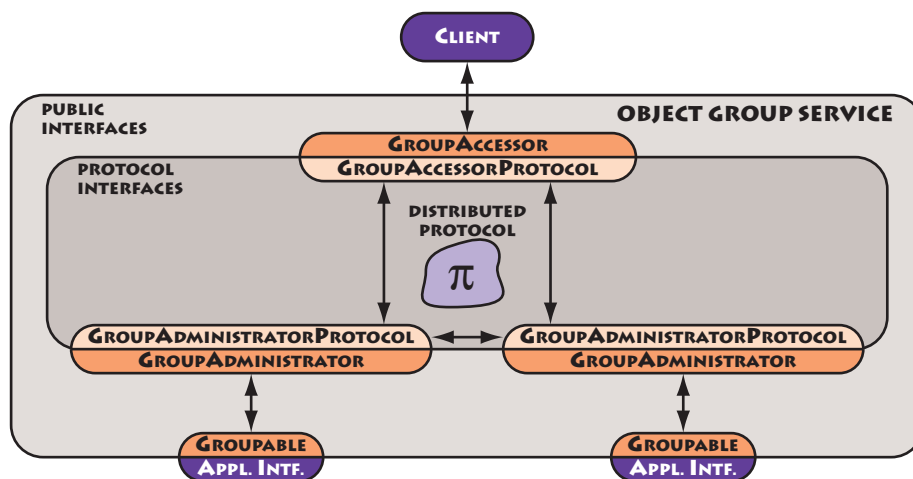 CLIENT
PUBLIC
INTERFACES
OBJECT GROUP SERVICE
GROUPACCESSOR
GROUPACCESSORPROTOCOL
PROTOCOL
INTERFACES
DISTRIBUTED
PROTOCOL
π
GROUPADMINISTRATORPROTOCOL
GROUPADMINISTRATOR
GROUPADMINISTRATORPROTOCOL
GROUPADMINISTRATOR
GROUPABLE
APPL. INTF.
GROUPABLE
APPL. INTF.